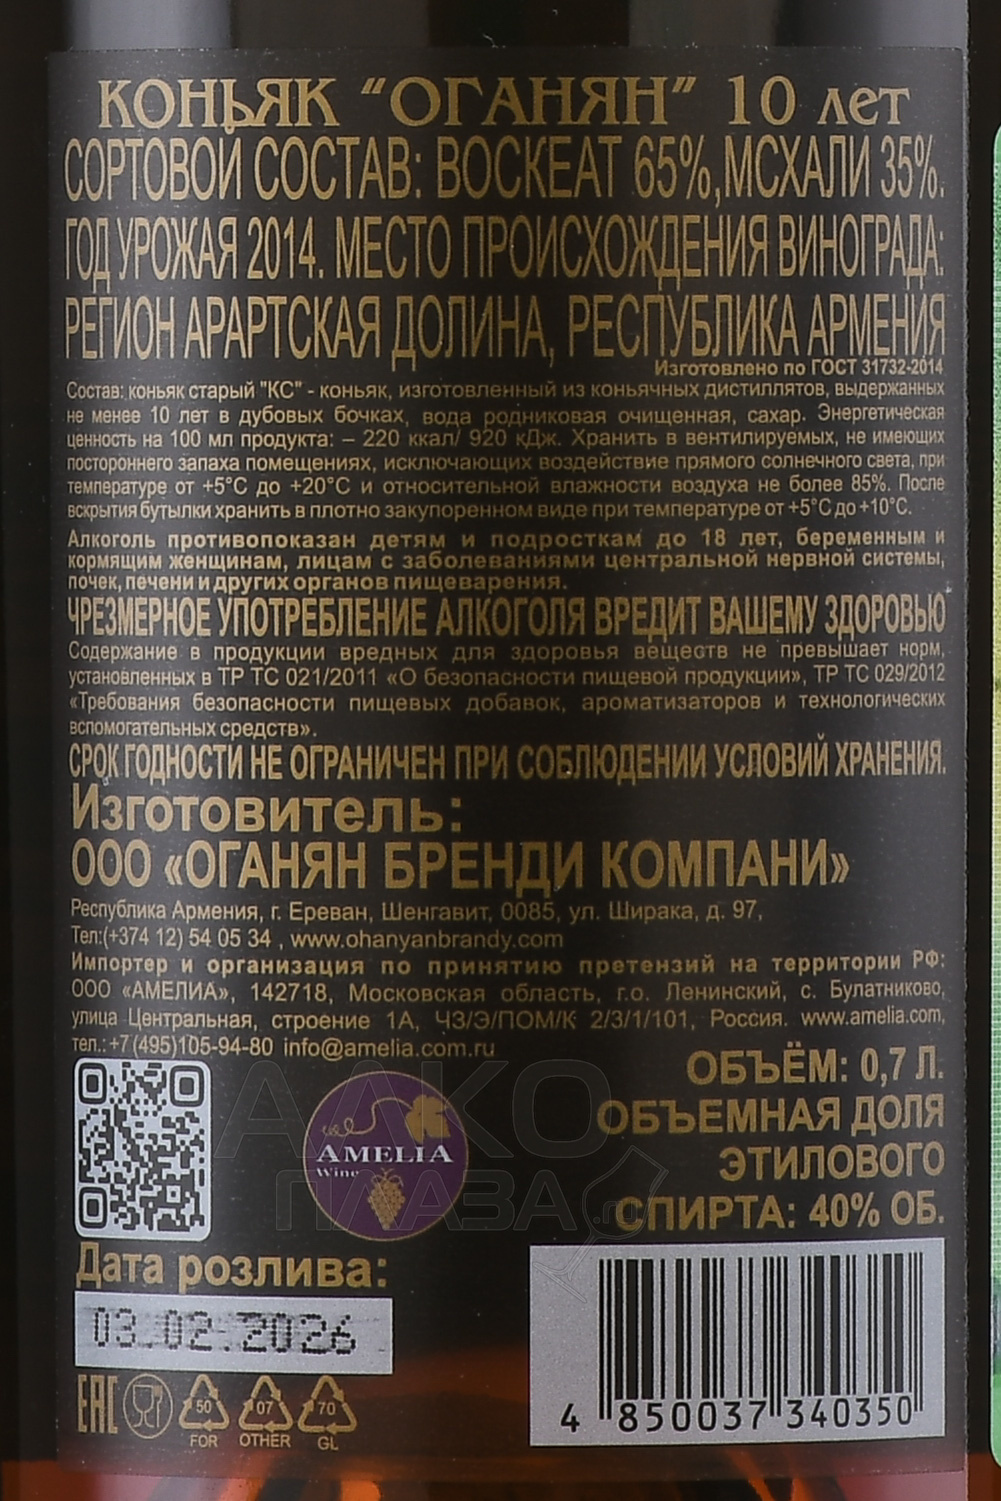 КОНЬЯК "ОГАНЯН" 10 лет
СОРТОВОЙ СОСТАВ: ВОСКЕАТ 65%,МСХАЛИ 35%.
ГОД УРОЖАЯ 2014. МЕСТО ПРОИСХОЖДЕНИЯ ВИНОГРАДА:
РЕГИОН АРАРТСКАЯ ДОЛИНА, РЕСПУБЛИКА АРМЕНИЯ
Изготовлено по ГОСТ 31732-2014
Состав: коньяк старый "КС" - коньяк, изготовленный из коньячных дистиллятов, выдержанных
не менее 10 лет в дубовых бочках, вода родниковая очищенная, сахар. Энергетическая
ценность на 100 мл продукта: – 220 ккал/ 920 кДж. Хранить в вентилируемых, не имеющих
постороннего запаха помещениях, исключающих воздействие прямого солнечного света, при
температуре от +5°С до +20°С и относительной влажности воздуха не более 85%. После
вскрытия бутылки хранить в плотно закупоренном виде при температуре от +5°С до +10°С.
Алкоголь противопоказан детям и подросткам до 18 лет, беременным и
кормящим женщинам, лицам с заболеваниями центральной нервной системы,
почек, печени и других органов пищеварения.
ЧРЕЗМЕРНОЕ УПОТРЕБЛЕНИЕ АЛКОГОЛЯ ВРЕДИТ ВАШЕМУ ЗДОРОВЬЮ
Содержание в продукции вредных для здоровья веществ не превышает норм,
установленных в ТР ТС 021/2011 «О безопасности пищевой продукции», ТР ТС 029/2012
«Требования безопасности пищевых добавок, ароматизаторов и технологических
вспомогательных средств».
СРОК ГОДНОСТИ НЕ ОГРАНИЧЕН ПРИ СОБЛЮДЕНИИ УСЛОВИЙ ХРАНЕНИЯ.
Изготовитель:
ООО «ОГАНЯН БРЕНДИ КОМПАНИ»
Республика Армения, г. Ереван, Шенгавит, 0085, ул. Ширака, д. 97,
Тел:(+374 12) 54 05 34 , www.ohanyanbrandy.com
Импортер и организация по принятию претензий на территории РФ:
ООО «АМЕЛИА», 142718, Московская область, г.о. Ленинский, с. Булатниково,
улица Центральная, строение 1А, ЧЗ/Э/ПОМ/К 2/3/1/101, Россия. www.amelia.com,
тел.: +7 (495)105-94-80 info@amelia.com.ru
ОБЪЁМ: 0,7 Л.
ОБЪЕМНАЯ ДОЛЯ
ЭТИЛОВОГО
СПИРТА: 40% ОБ.
AMELIA
Wine
АЛКО
ПЛАЗА.ru
Дата розлива:
03.02.2026
EAC
50
07
70
FOR
OTHER
GL
4 850037 340350